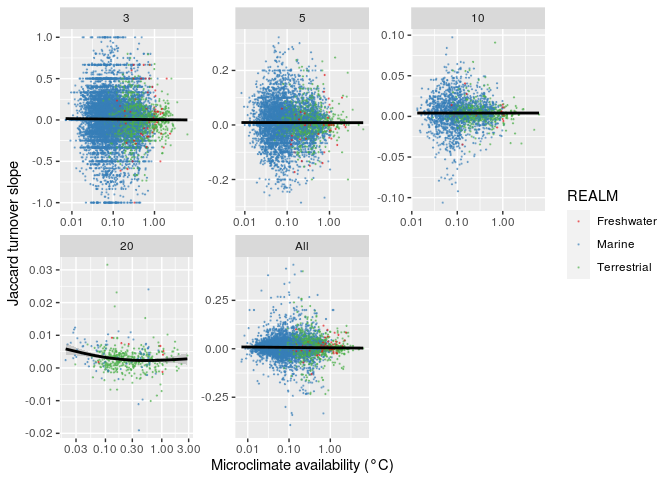 3
5
10
1.0
0.5
0.0
-0.5
-1.0
0.2
0.0
-0.2
0.10
0.05
0.00
-0.05
-0.10
0.01 0.10 1.00
0.01 0.10 1.00
0.01 0.10 1.00
Jaccard turnover slope
20
All
0.03
0.02
0.01
0.00
-0.01
-0.02
0.25
0.00
-0.25
0.03 0.10 0.30 1.00 3.00
0.01 0.10 1.00
Microclimate availability (°C)
REALM
Freshwater
Marine
Terrestrial